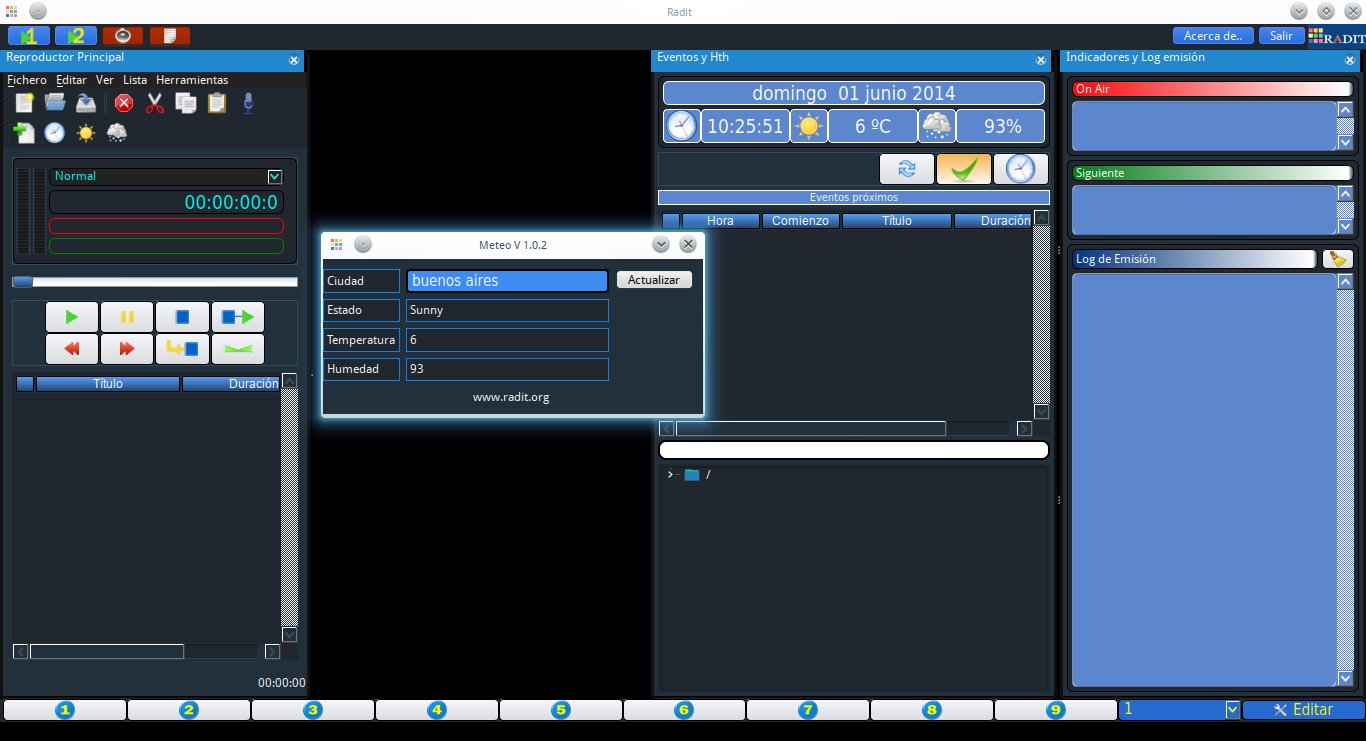 Radit
1
2
Acerca de..
Salir
RADIT
Reproductor Principal
Fichero Editar Ver Lista Herramientas
Normal
00:00:00:0
Título Duración
00:00:00
Meteo V 1.0.2
Ciudad buenos aires Actualizar
Estado Sunny
Temperatura 6
Humedad 93
www.radit.org
Eventos y Hth
domingo 01 junio 2014
10:25:51 6 ºC 93%
Eventos próximos
Hora Comienzo Título Duración
/
Indicadores y Log emisión
On Air
Siguiente
Log de Emisión
1 2 3 4 5 6 7 8 9 1 Editar